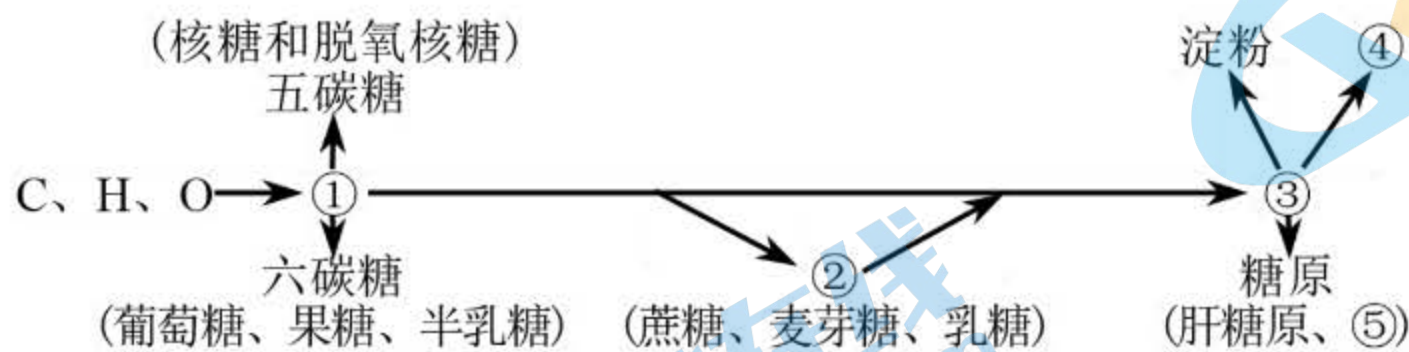 (核糖和脱氧核糖)
五碳糖
淀粉 ④
C、H、O ① ③
六碳糖 ② 糖原
(葡萄糖、果糖、半乳糖) (蔗糖、麦芽糖、乳糖) (肝糖原、⑤)